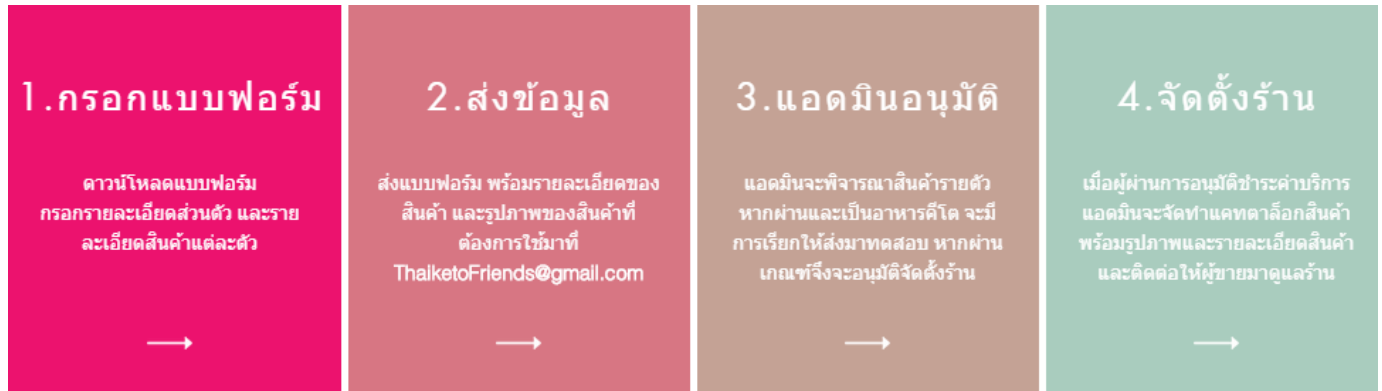 1.กรอกแบบฟอร์ม
ดาวน์โหลดแบบฟอร์ม
กรอกรายละเอียดส่วนตัว และราย
ละเอียดสินค้าแต่ละตัว
2.ส่งข้อมูล
ส่งแบบฟอร์ม พร้อมรายละเอียดของ
สินค้า และรูปภาพของสินค้าที่
ต้องการใช้มาที่
ThaiketoFriends@gmail.com
3.แอดมินอนุมัติ
แอดมินจะพิจารณาสินค้ารายตัว
หากผ่านและเป็นอาหารคีโต จะมี
การเรียกให้ส่งมาทดสอบ หากผ่าน
เกณฑ์จึงจะอนุมัติจัดตั้งร้าน
4.จัดตั้งร้าน
เมื่อผู้ผ่านการอนุมัติชำระค่าบริการ
แอดมินจะจัดทำแคทตาล็อกสินค้า
พร้อมรูปภาพและรายละเอียดสินค้า
และติดต่อให้ผู้ขายมาดูแลร้าน